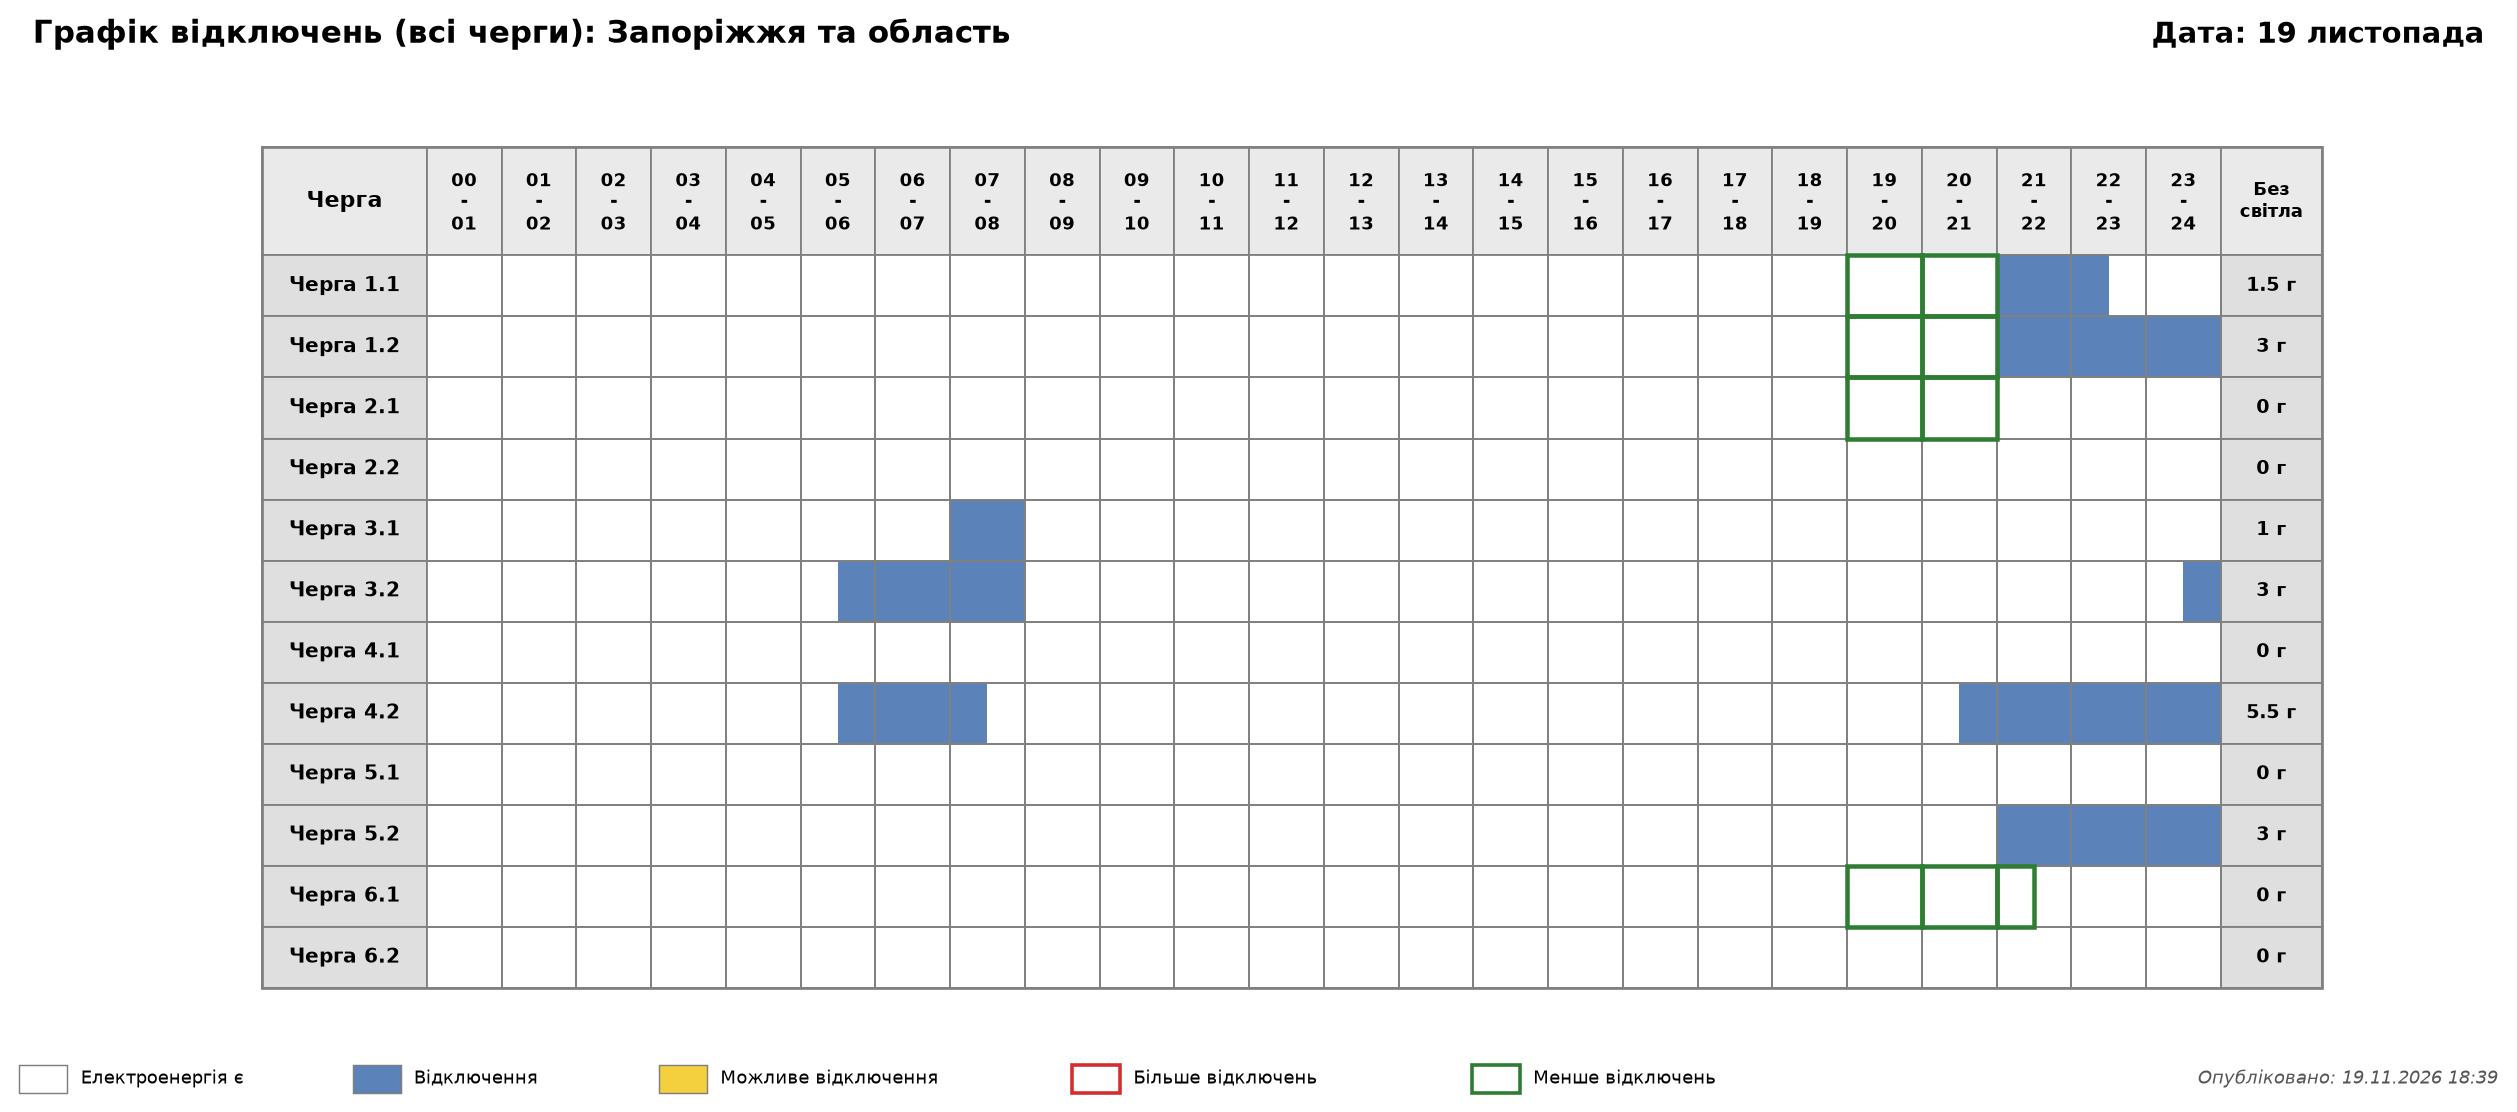 Графік відключень (всі черги): Запоріжжя та область
Дата: 19 листопада
Черга
00 - 01
01 - 02
02 - 03
03 - 04
04 - 05
05 - 06
06 - 07
07 - 08
08 - 09
09 - 10
10 - 11
11 - 12
12 - 13
13 - 14
14 - 15
15 - 16
16 - 17
17 - 18
18 - 19
19 - 20
20 - 21
21 - 22
22 - 23
23 - 24
Без світла
Черга 1.1 1.5 г
Черга 1.2 3 г
Черга 2.1 0 г
Черга 2.2 0 г
Черга 3.1 1 г
Черга 3.2 3 г
Черга 4.1 0 г
Черга 4.2 5.5 г
Черга 5.1 0 г
Черга 5.2 3 г
Черга 6.1 0 г
Черга 6.2 0 г
Електроенергія є
Відключення
Можливе відключення
Більше відключень
Менше відключень
Опубліковано: 19.11.2026 18:39